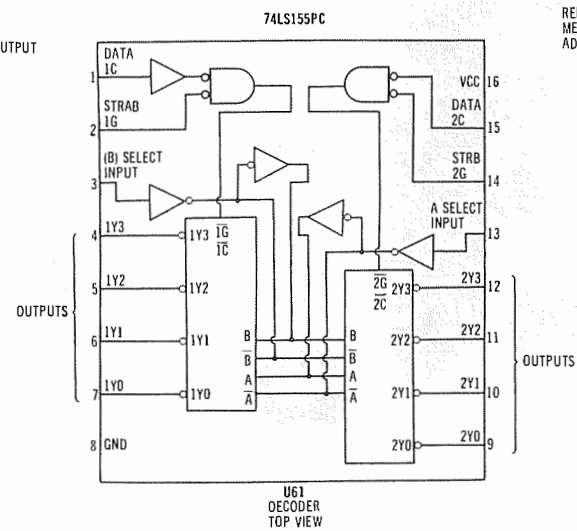 74LS155PC
UTPUT
RE
ME
AD
DATA
1C
1
STRAB
1G
2
(B) SELECT
INPUT
3
VCC 16
DATA
2C
15
STRB
2G
14
A SELECT
INPUT
13
4 1Y3
1Y3 1G
1C
5 1Y2
1Y2
OUTPUTS
6 1Y1
1Y1
7 1Y0
1Y0
8 GND
B
B
A
A
2G
2C
2Y3
2Y3 12
B
B
A
A
2Y2
2Y2 11
OUTPUTS
2Y1
2Y1 10
2Y0
2Y0 9
U61
DECODER
TOP VIEW